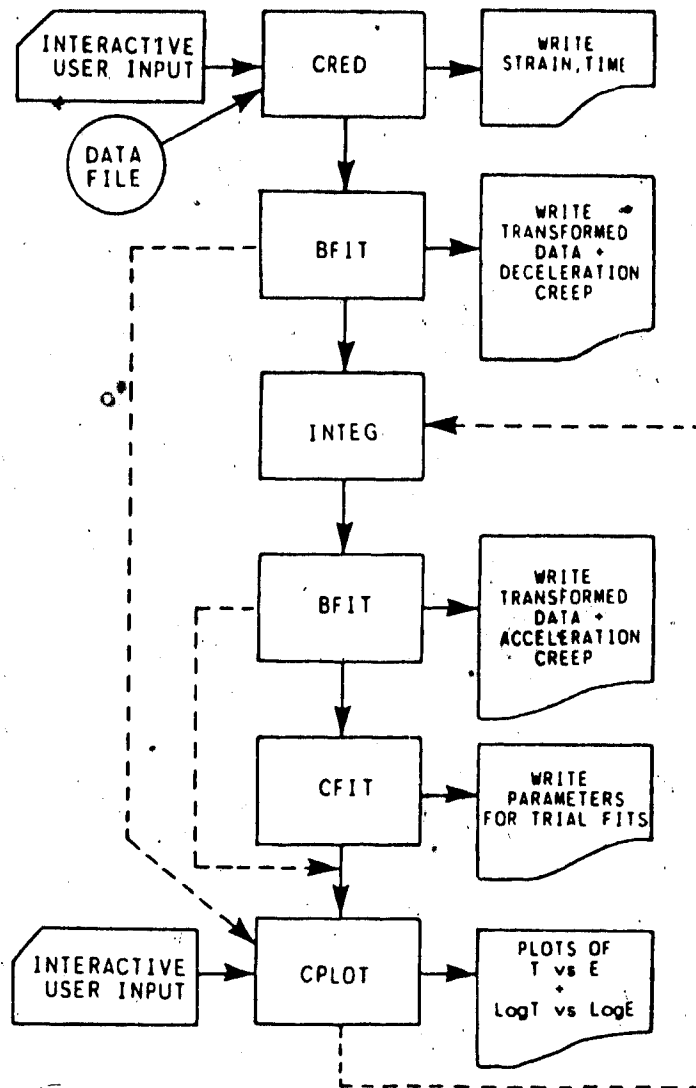 INTERACTIVE
USER INPUT
CRED
WRITE
STRAIN, TIME
DATA
FILE
BFIT
WRITE
TRANSFORMED
DATA +
DECELERATION
CREEP
INTEG
BFIT
WRITE
TRANSFORMED
DATA +
ACCELERATION
CREEP
CFIT
WRITE
PARAMETERS
FOR TRIAL FITS
INTERACTIVE
USER INPUT
CPLOT
PLOTS OF
T vs E
+
LogT vs LogE